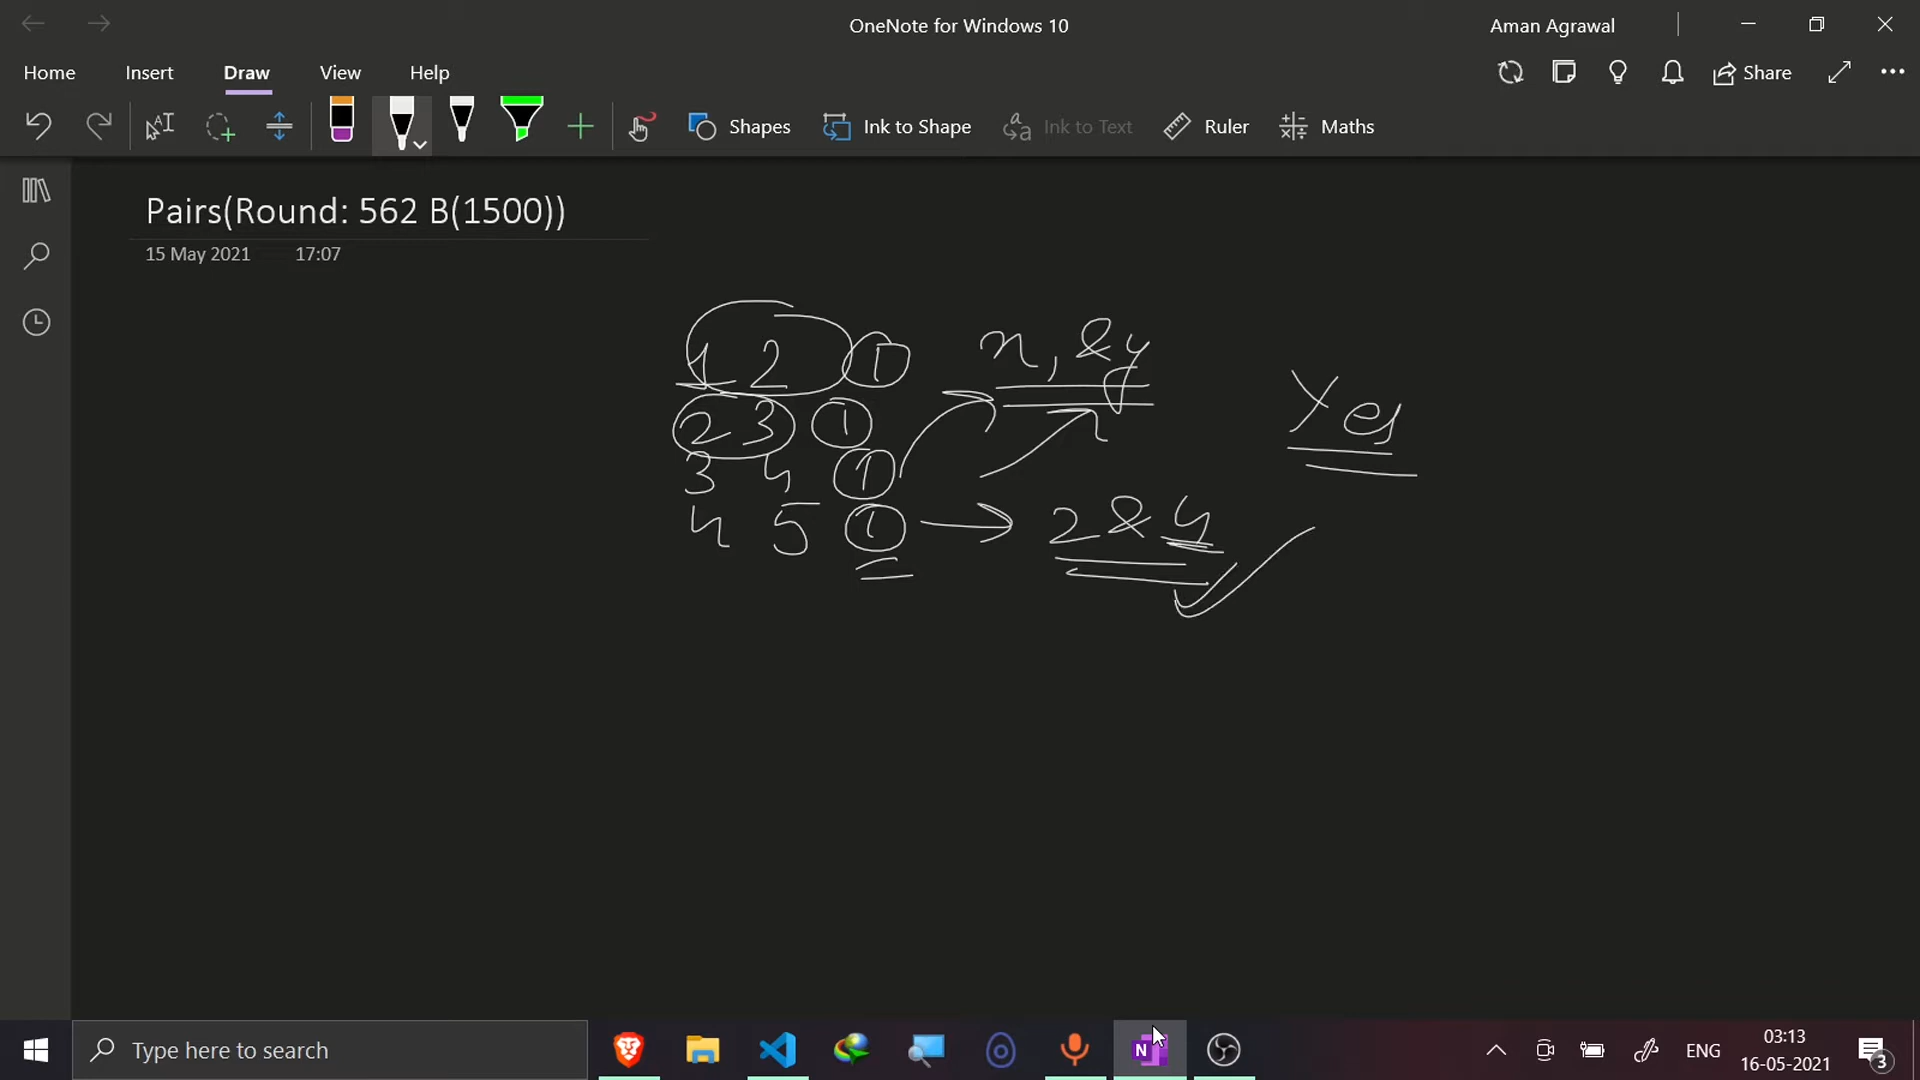 OneNote for Windows 10
Aman Agrawal
Home Insert Draw View Help
Share
Shapes Ink to Shape Ink to Text Ruler Maths
Pairs(Round: 562 B(1500))
15 May 2021 17:07
1 2 1 x, & y
Yes
2 3 1
3 4 1
4 5 1 → 2 & 4
Type here to search
ENG
03:13
16-05-2021
3